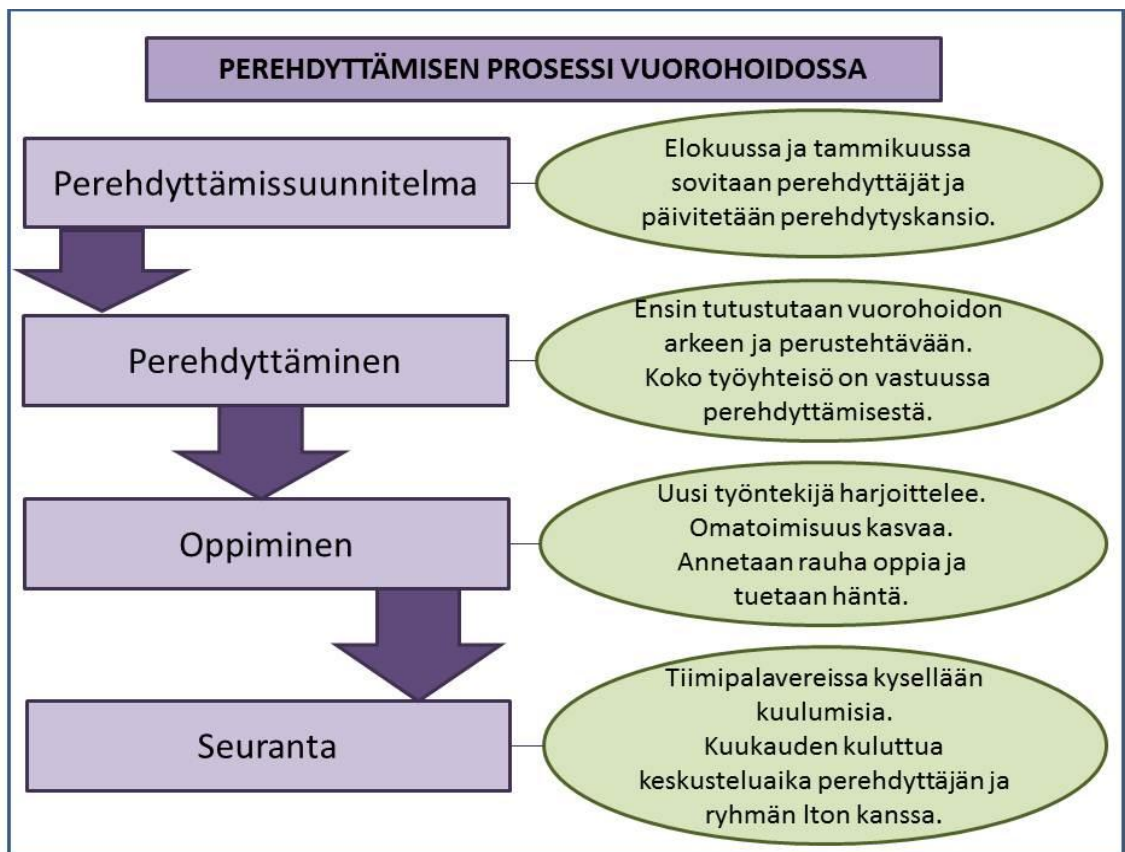 PEREHDYTTÄMISEN PROSESSI VUOROHOIDOSSA
Perehdyttämissuunnitelma
Elokuussa ja tammikuussa
sovitaan perehdyttäjät ja
päivitetään perehdytyskansio.
Perehdyttäminen
Ensin tutustutaan vuorohoidon
arkeen ja perustehtävään.
Koko työyhteisö on vastuussa
perehdyttämisestä.
Oppiminen
Uusi työntekijä harjoittelee.
Omatoimisuus kasvaa.
Annetaan rauha oppia ja
tuetaan häntä.
Seuranta
Tiimipalavereissa kysellään
kuulumisia.
Kuukauden kuluttua
keskusteluaika perehdyttäjän ja
ryhmän lton kanssa.